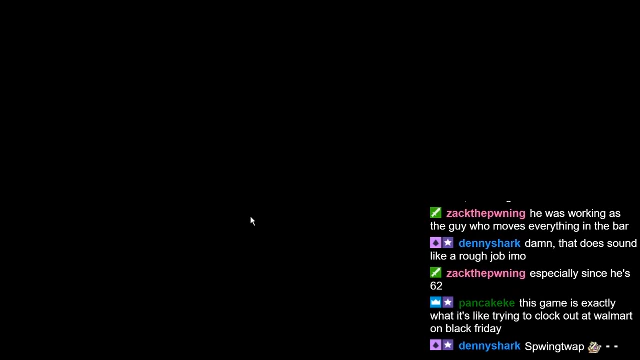 zackthepwning he was working as
the guy who moves everything in the bar
dennyshark damn, that does sound
like a rough job imo
zackthepwning especially since he's
62
pancakeke this game is exactly
what it's like trying to clock out at walmart
on black friday
dennyshark Spwingtwap - -